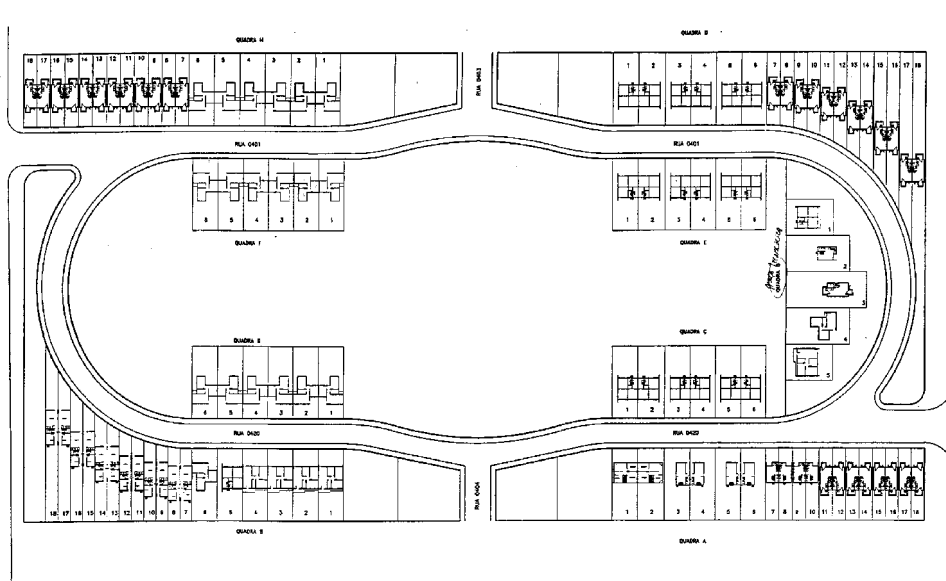 QUADRA H
QUADRA D
18 17 16 15 14 13 12 11 10 9 8 7 6 5 4 3 2 1
1 2 3 4 5 6 7 8 9 10 11 12 13 14 15 16 17 18
RUA 0403
RUA 0401
RUA 0401
6 5 4 3 2 1
1 2 3 4 5 6
QUADRA F
QUADRA E
1
2
3
4
5
QUADRA
QUADRA C
6 5 4 3 2 1
1 2 3 4 5 6
RUA 0420
RUA 0420
RUA 0404
18 17 16 15 14 13 12 11 10 9 8 7 6 5 4 3 2 1
1 2 3 4 5 6 7 8 9 10 11 12 13 14 15 16 17 18
QUADRA A